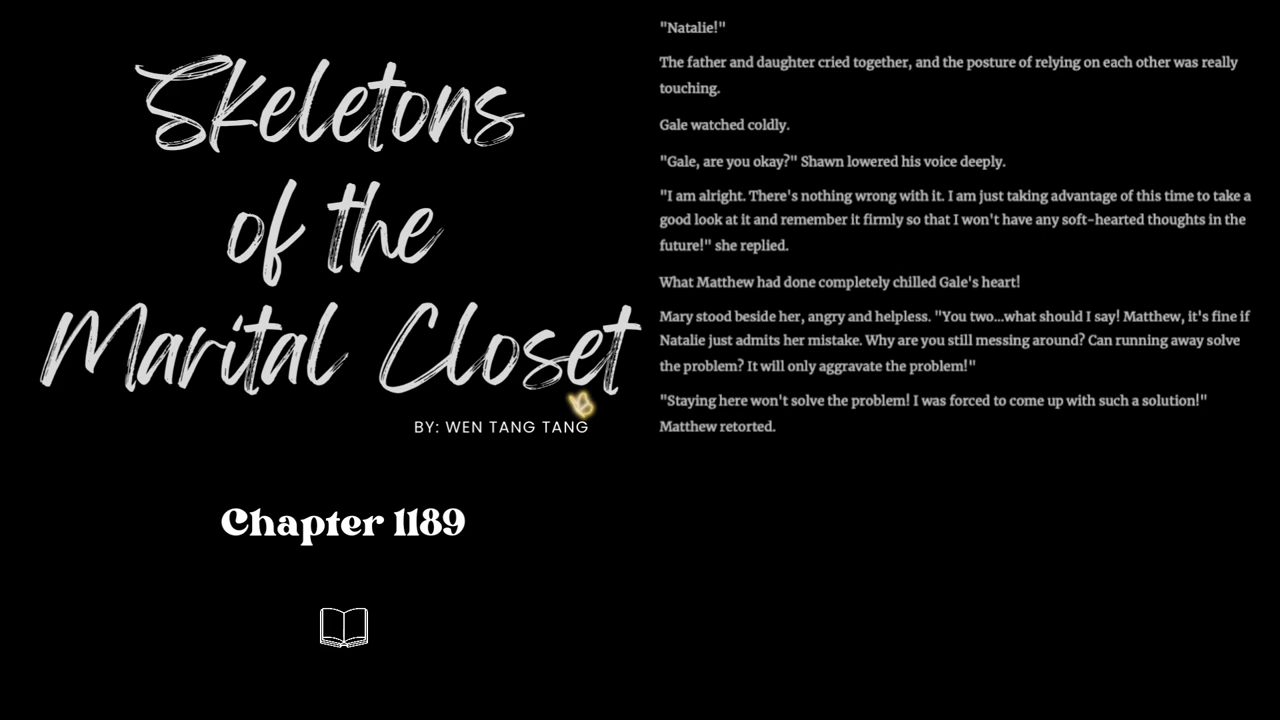 Skeletons
of the
Marital Closet
BY: WEN TANG TANG
Chapter 1189
"Natalie!"
The father and daughter cried together, and the posture of relying on each other was really
touching.
Gale watched coldly.
"Gale, are you okay?" Shawn lowered his voice deeply.
"I am alright. There's nothing wrong with it. I am just taking advantage of this time to take a
good look at it and remember it firmly so that I won't have any soft-hearted thoughts in the
future!" she replied.
What Matthew had done completely chilled Gale's heart!
Mary stood beside her, angry and helpless. "You two...what should I say! Matthew, it's fine if
Natalie just admits her mistake. Why are you still messing around? Can running away solve
the problem? It will only aggravate the problem!"
"Staying here won't solve the problem! I was forced to come up with such a solution!"
Matthew retorted.